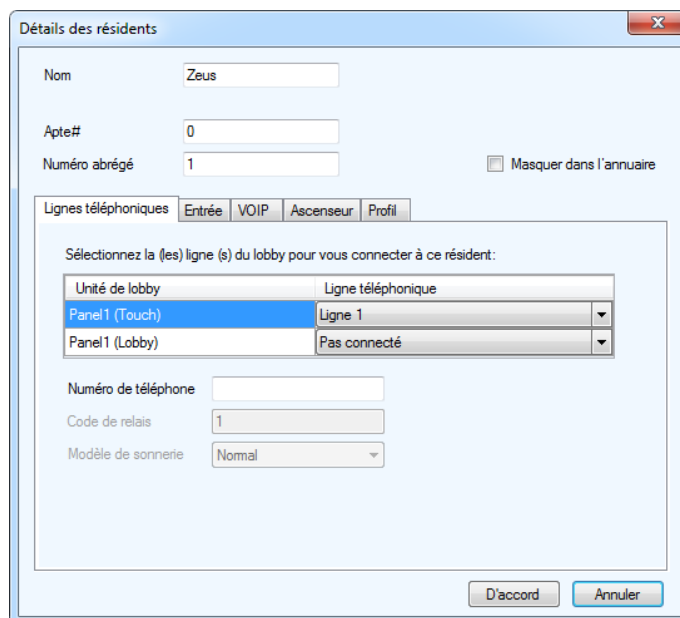 Détails des résidents
Nom Zeus
Apte# 0
Numéro abrégé 1 Masquer dans l'annuaire
Lignes téléphoniques Entrée VOIP Ascenseur Profil
Sélectionnez la (les) ligne (s) du lobby pour vous connecter à ce résident:
Unité de lobby Ligne téléphonique
Panel1 (Touch) Ligne 1
Panel1 (Lobby) Pas connecté
Numéro de téléphone
Code de relais 1
Modèle de sonnerie Normal
D'accord Annuler